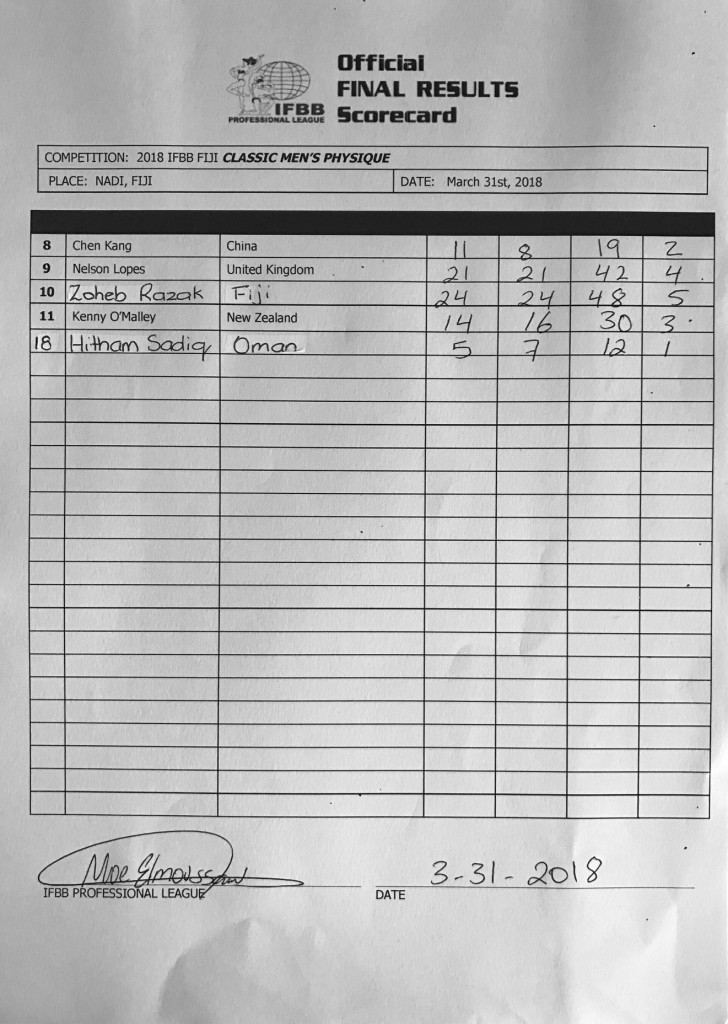 Official
FINAL RESULTS
Scorecard
IFBB
PROFESSIONAL LEAGUE
COMPETITION: 2018 IFBB FIJI CLASSIC MEN'S PHYSIQUE
PLACE: NADI, FIJI DATE: March 31st, 2018
8 Chen Kang China 11 8 19 2
9 Nelson Lopes United Kingdom 21 21 42 4
10 Zoheb Razak Fiji 24 24 48 5
11 Kenny O'Malley New Zealand 14 16 30 3
18 Hitham Sadiq Oman 5 7 12 1
Moe 3-31-2018
IFBB PROFESSIONAL LEAGUE DATE